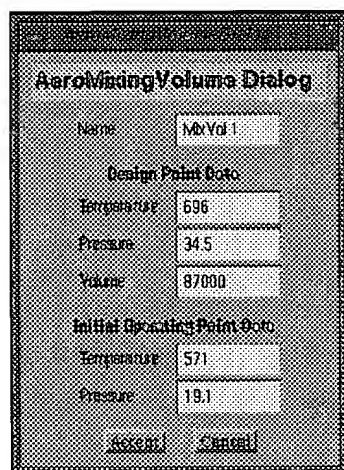 AeroMixingVolume Dialog
Name MixVol 1
Design Point Data
Temperature 696
Pressure 34.5
Volume 87000
Initial Operating Point Data
Temperature 571
Pressure 19.1
Accept Cancel